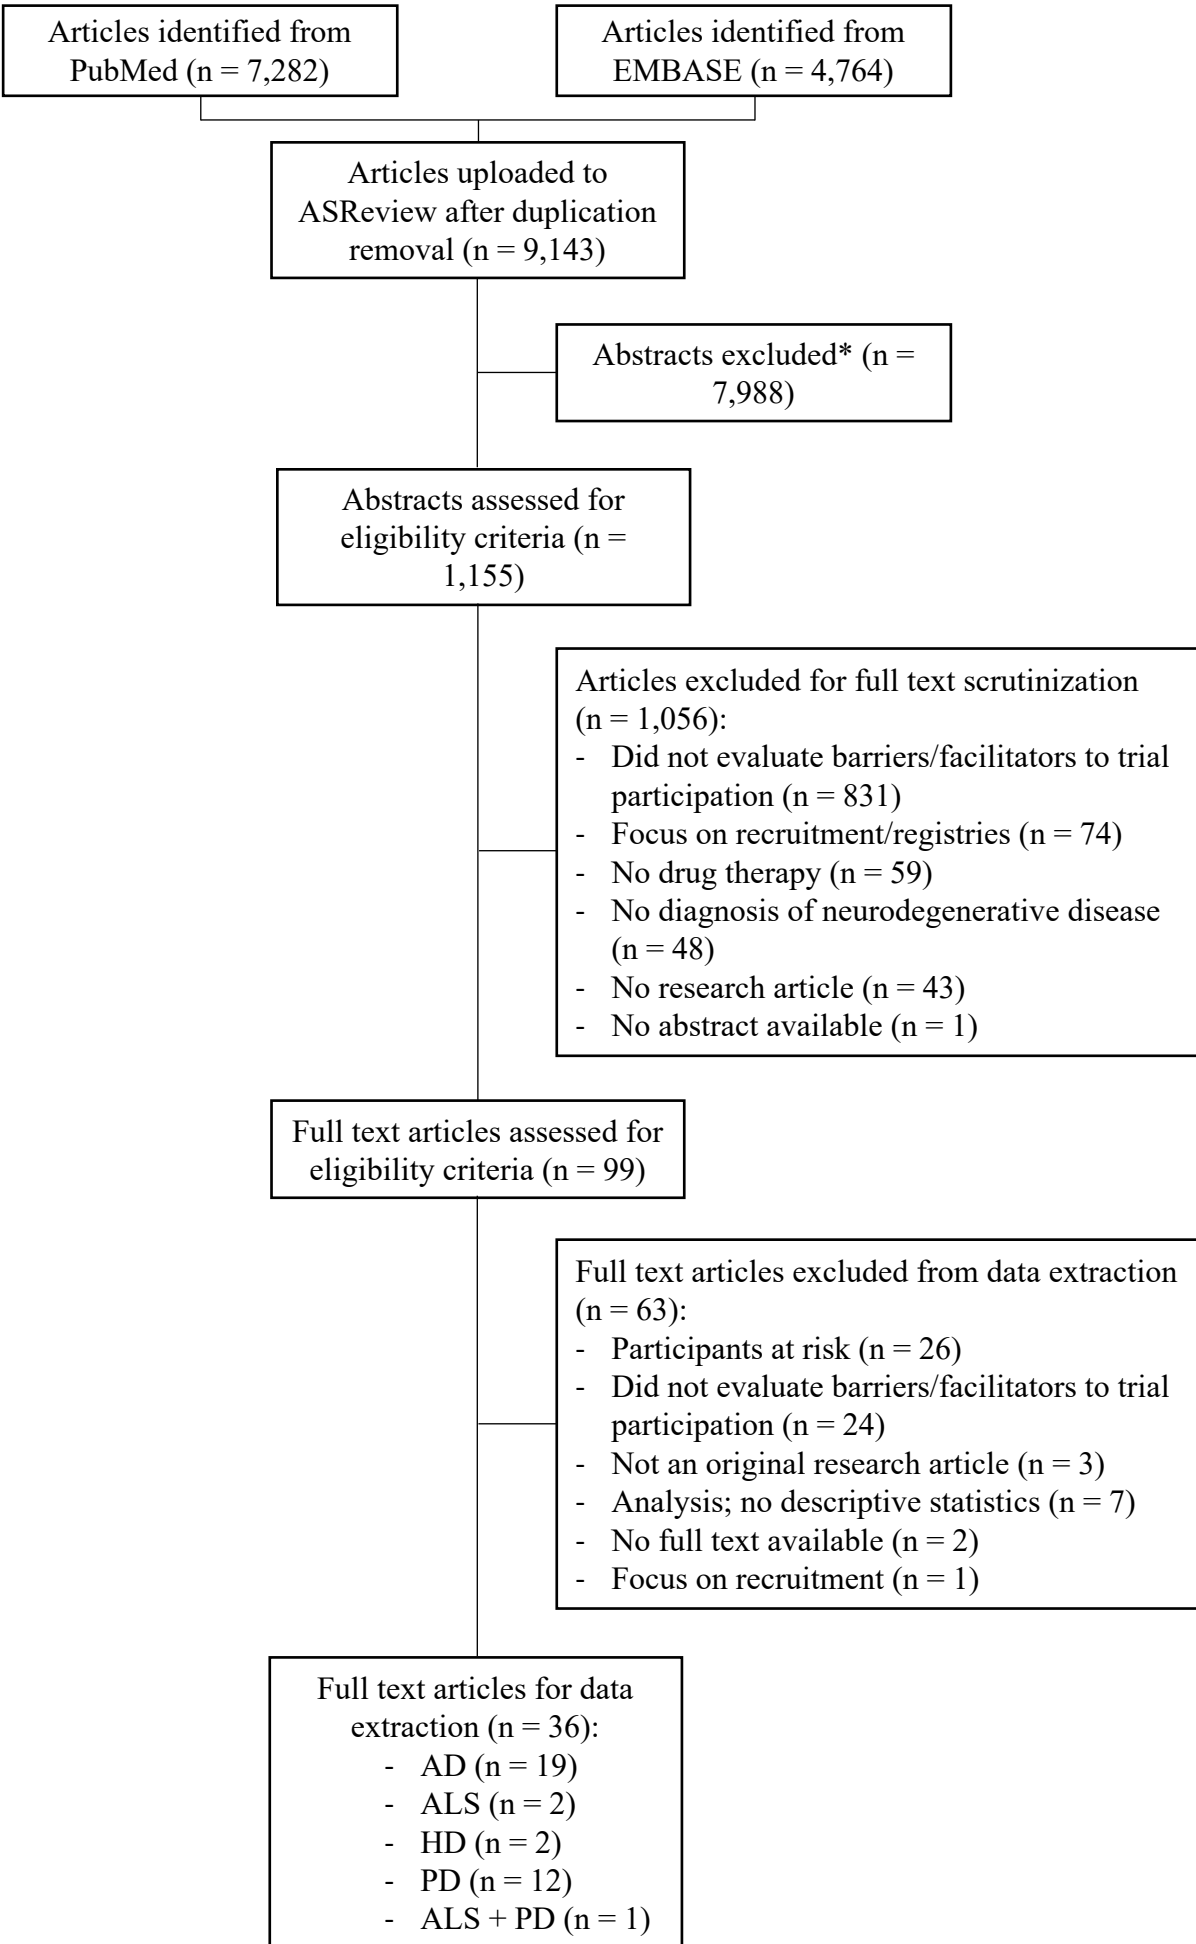 Articles identified from
PubMed (n = 7,282)
Articles identified from
EMBASE (n = 4,764)
Articles uploaded to
ASReview after duplication
removal (n = 9,143)
Abstracts excluded* (n =
7,988)
Abstracts assessed for
eligibility criteria (n =
1,155)
Articles excluded for full text scrutinization
(n = 1,056):
- Did not evaluate barriers/facilitators to trial
participation (n = 831)
- Focus on recruitment/registries (n = 74)
- No drug therapy (n = 59)
- No diagnosis of neurodegenerative disease
(n = 48)
- No research article (n = 43)
- No abstract available (n = 1)
Full text articles assessed for
eligibility criteria (n = 99)
Full text articles excluded from data extraction
(n = 63):
- Participants at risk (n = 26)
- Did not evaluate barriers/facilitators to trial
participation (n = 24)
- Not an original research article (n = 3)
- Analysis; no descriptive statistics (n = 7)
- No full text available (n = 2)
- Focus on recruitment (n = 1)
Full text articles for data
extraction (n = 36):
- AD (n = 19)
- ALS (n = 2)
- HD (n = 2)
- PD (n = 12)
- ALS + PD (n = 1)